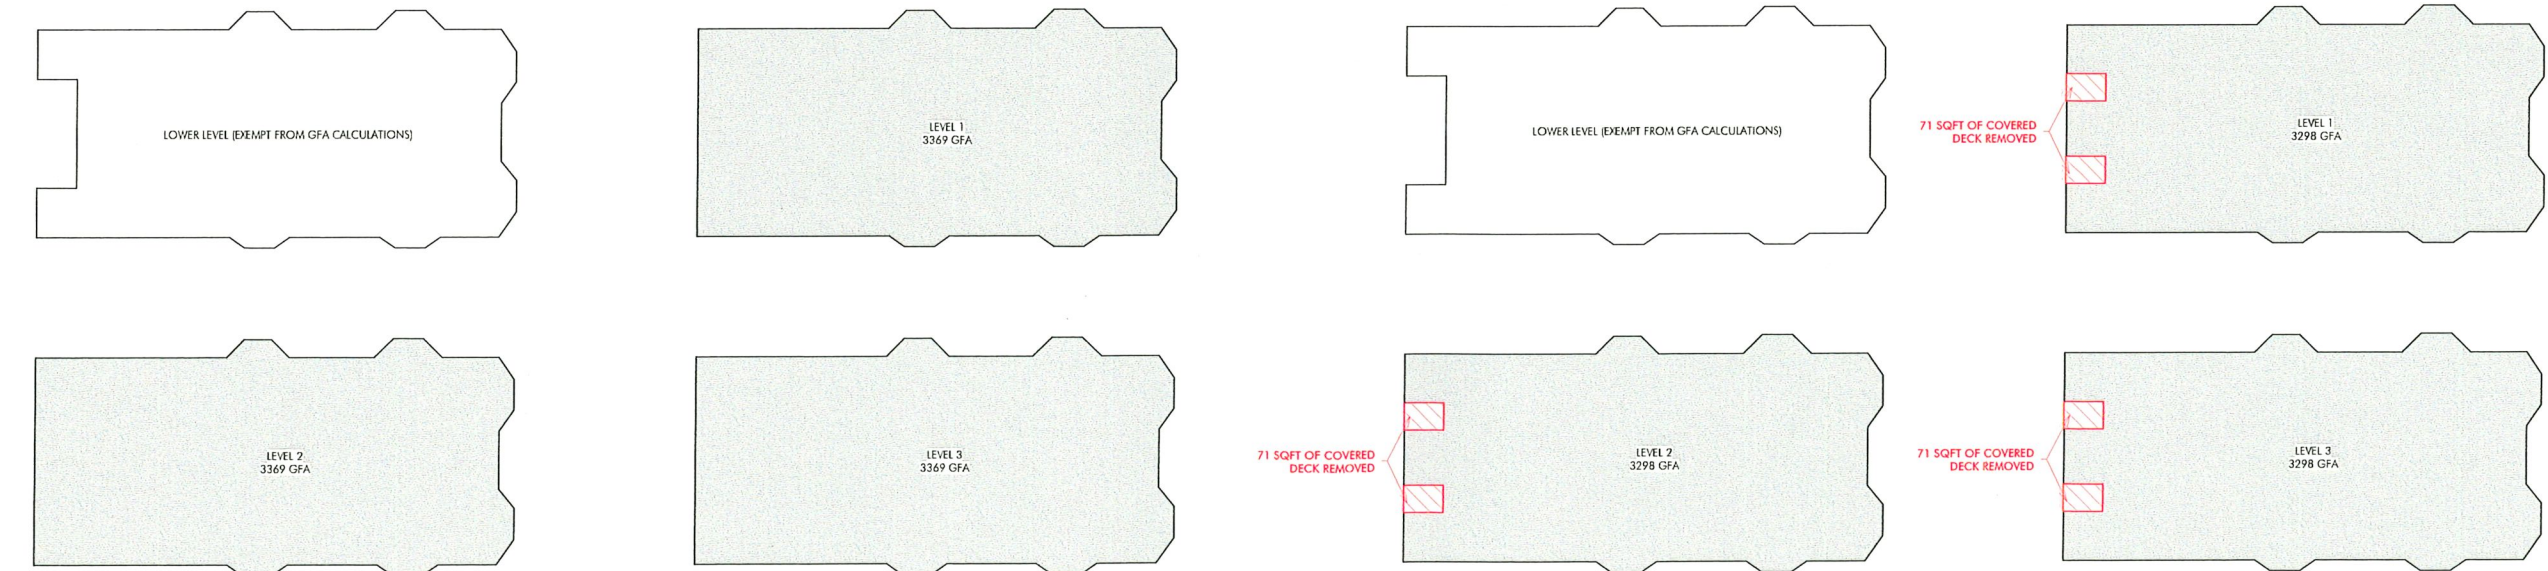 LOWER LEVEL (EXEMPT FROM GFA CALCULATIONS)
LEVEL 1
3369 GFA
LOWER LEVEL (EXEMPT FROM GFA CALCULATIONS)
71 SQFT OF COVERED
DECK REMOVED
LEVEL 1
3298 GFA
LEVEL 2
3369 GFA
LEVEL 3
3369 GFA
71 SQFT OF COVERED
DECK REMOVED
LEVEL 2
3298 GFA
71 SQFT OF COVERED
DECK REMOVED
LEVEL 3
3298 GFA